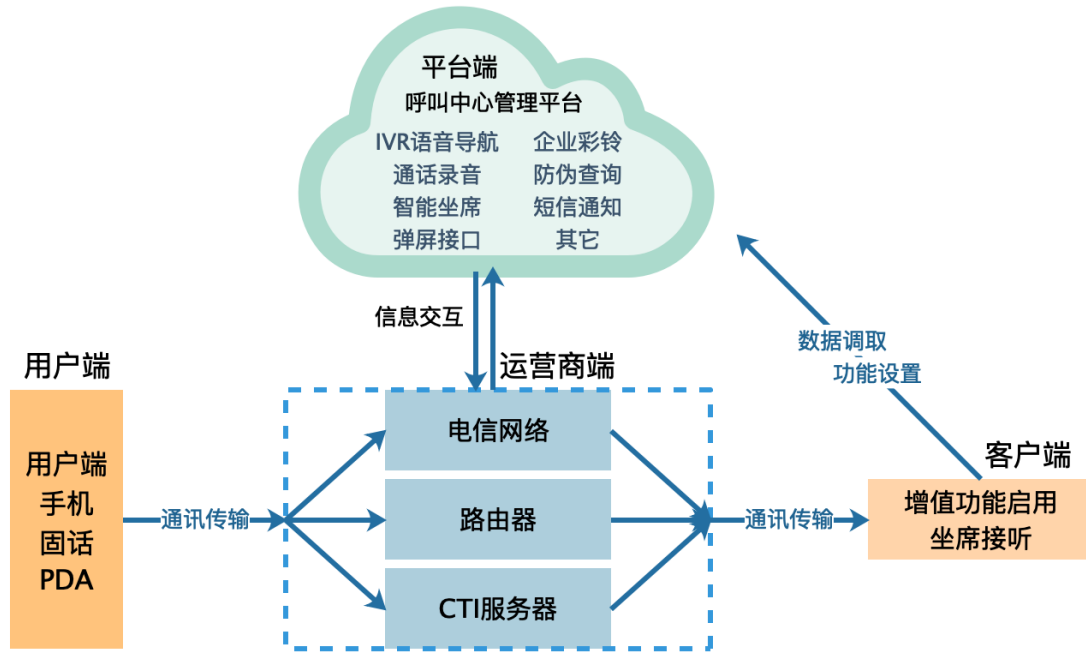 平台端
呼叫中心管理平台
IVR语音导航 企业彩铃
通话录音 防伪查询
智能坐席 短信通知
弹屏接口 其它
信息交互
数据调取
功能设置
用户端
运营商端
客户端
用户端
手机
固话
PDA
通讯传输
电信网络
路由器
CTI服务器
通讯传输
增值功能启用
坐席接听